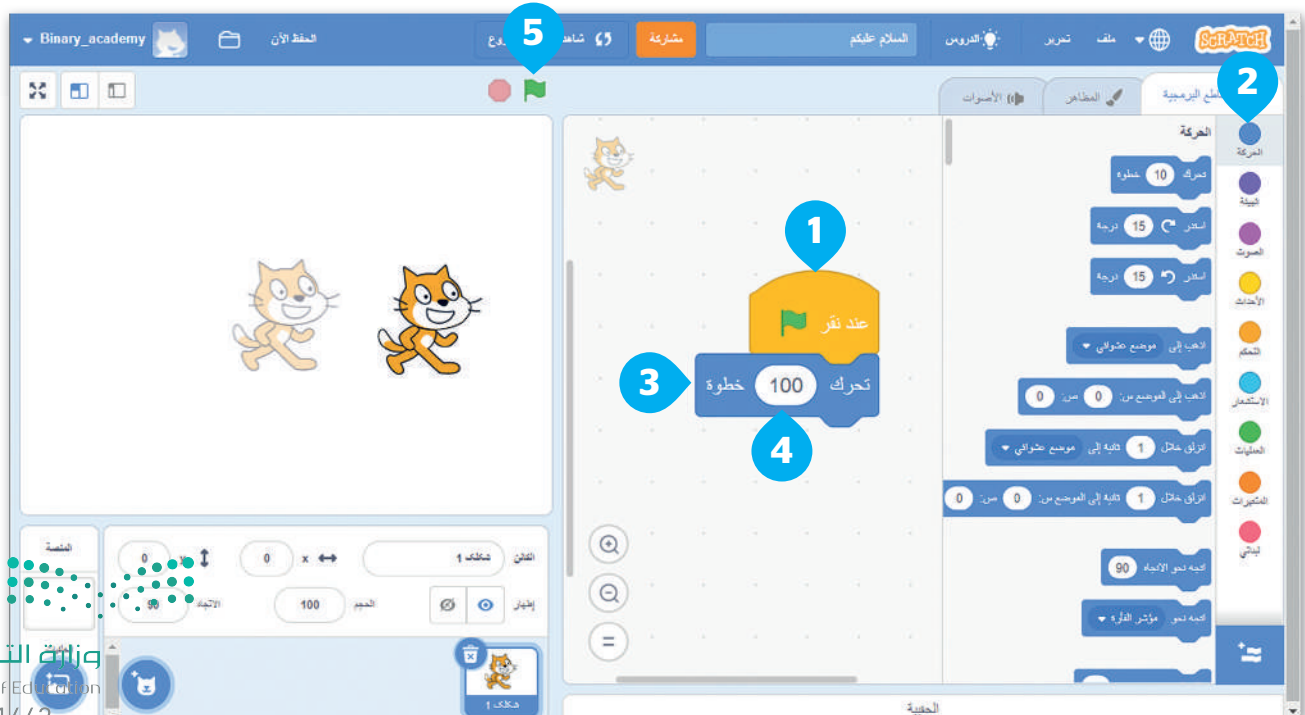 SCRATCH
ملف
تحرير
الدروس
السلام عليكم
مشاركة
الحفظ الآن
Binary_academy
5
2
المظاهر
الأصوات
الحركة
الحركة
الهيئة
الصوت
الأحداث
التحكم
الاستشعار
العمليات
المتغيرات
لبناتي
تحرك 10 خطوة
استدر 15 درجة
استدر 15 درجة
اذهب إلى موضع عشوائي
اذهب إلى الموضع س: 0 ص: 0
انزلق خلال 1 ثانية إلى موضع عشوائي
انزلق خلال 1 ثانية إلى الموضع س: 0 ص: 0
اتجه نحو الاتجاه 90
اتجه نحو مؤشر الفأرة
1
عند نقر
3
تحرك 100 خطوة
4
الحقيبة
الكائن شكلك 1
x 0
y 0
إظهار
الحجم 100
الاتجاه 90
شكلك 1
المنصة
وزارة